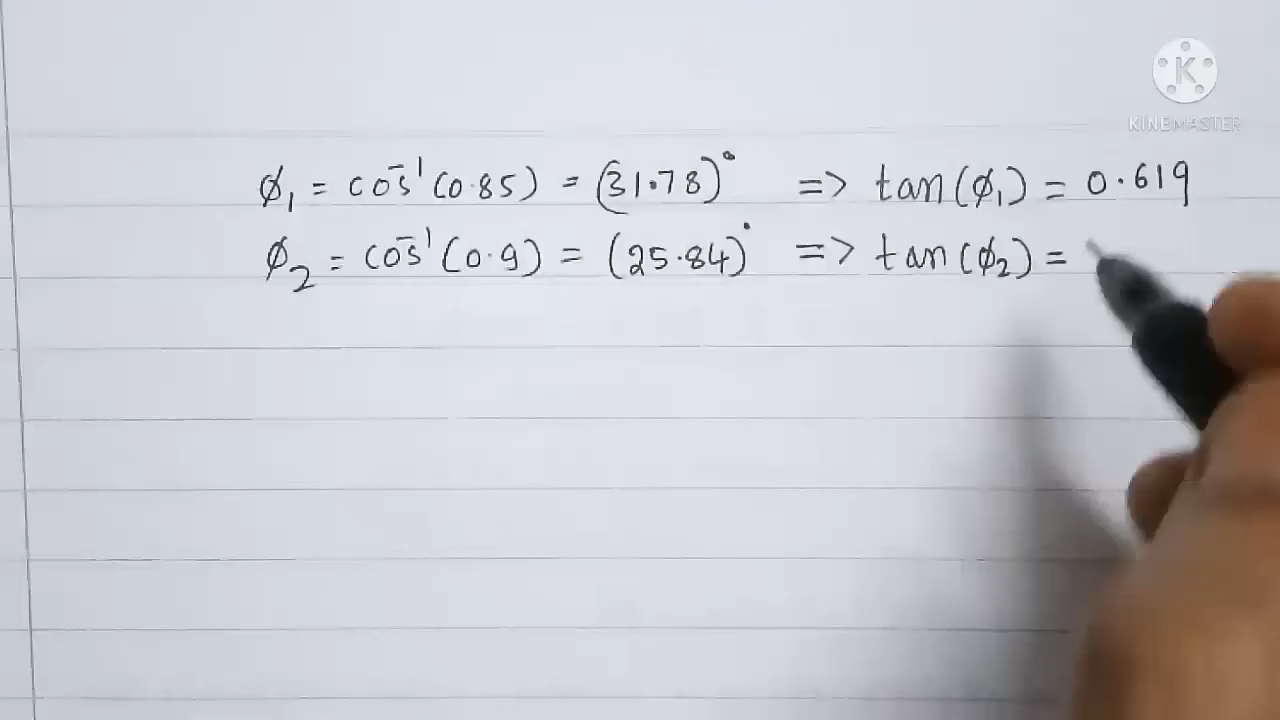 K
KINEMASTER
ϕ₁ = cos⁻¹(0.85) = (31.78)° => tan(ϕ₁) = 0.619
ϕ₂ = cos⁻¹(0.9) = (25.84)° => tan(ϕ₂) =